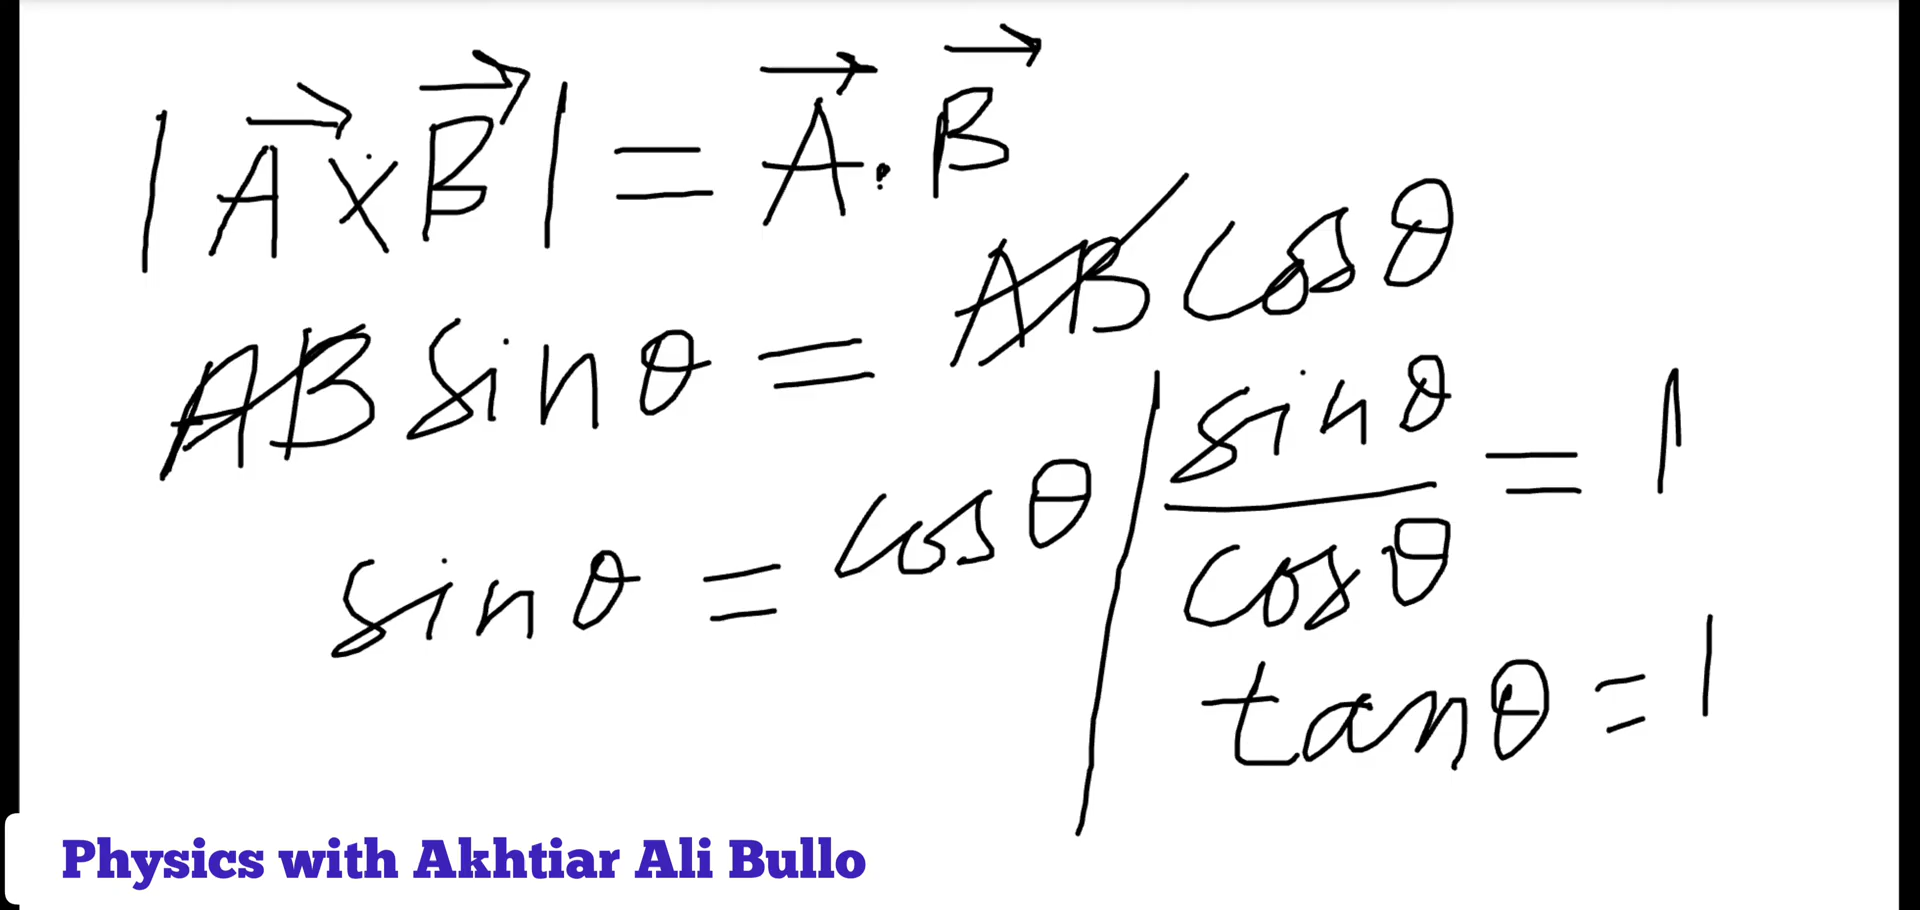 |A⃗ × B⃗| = A⃗ . B⃗
AB sinθ = AB cosθ
sinθ = cosθ
sinθ / cosθ = 1
tanθ = 1
Physics with Akhtiar Ali Bullo